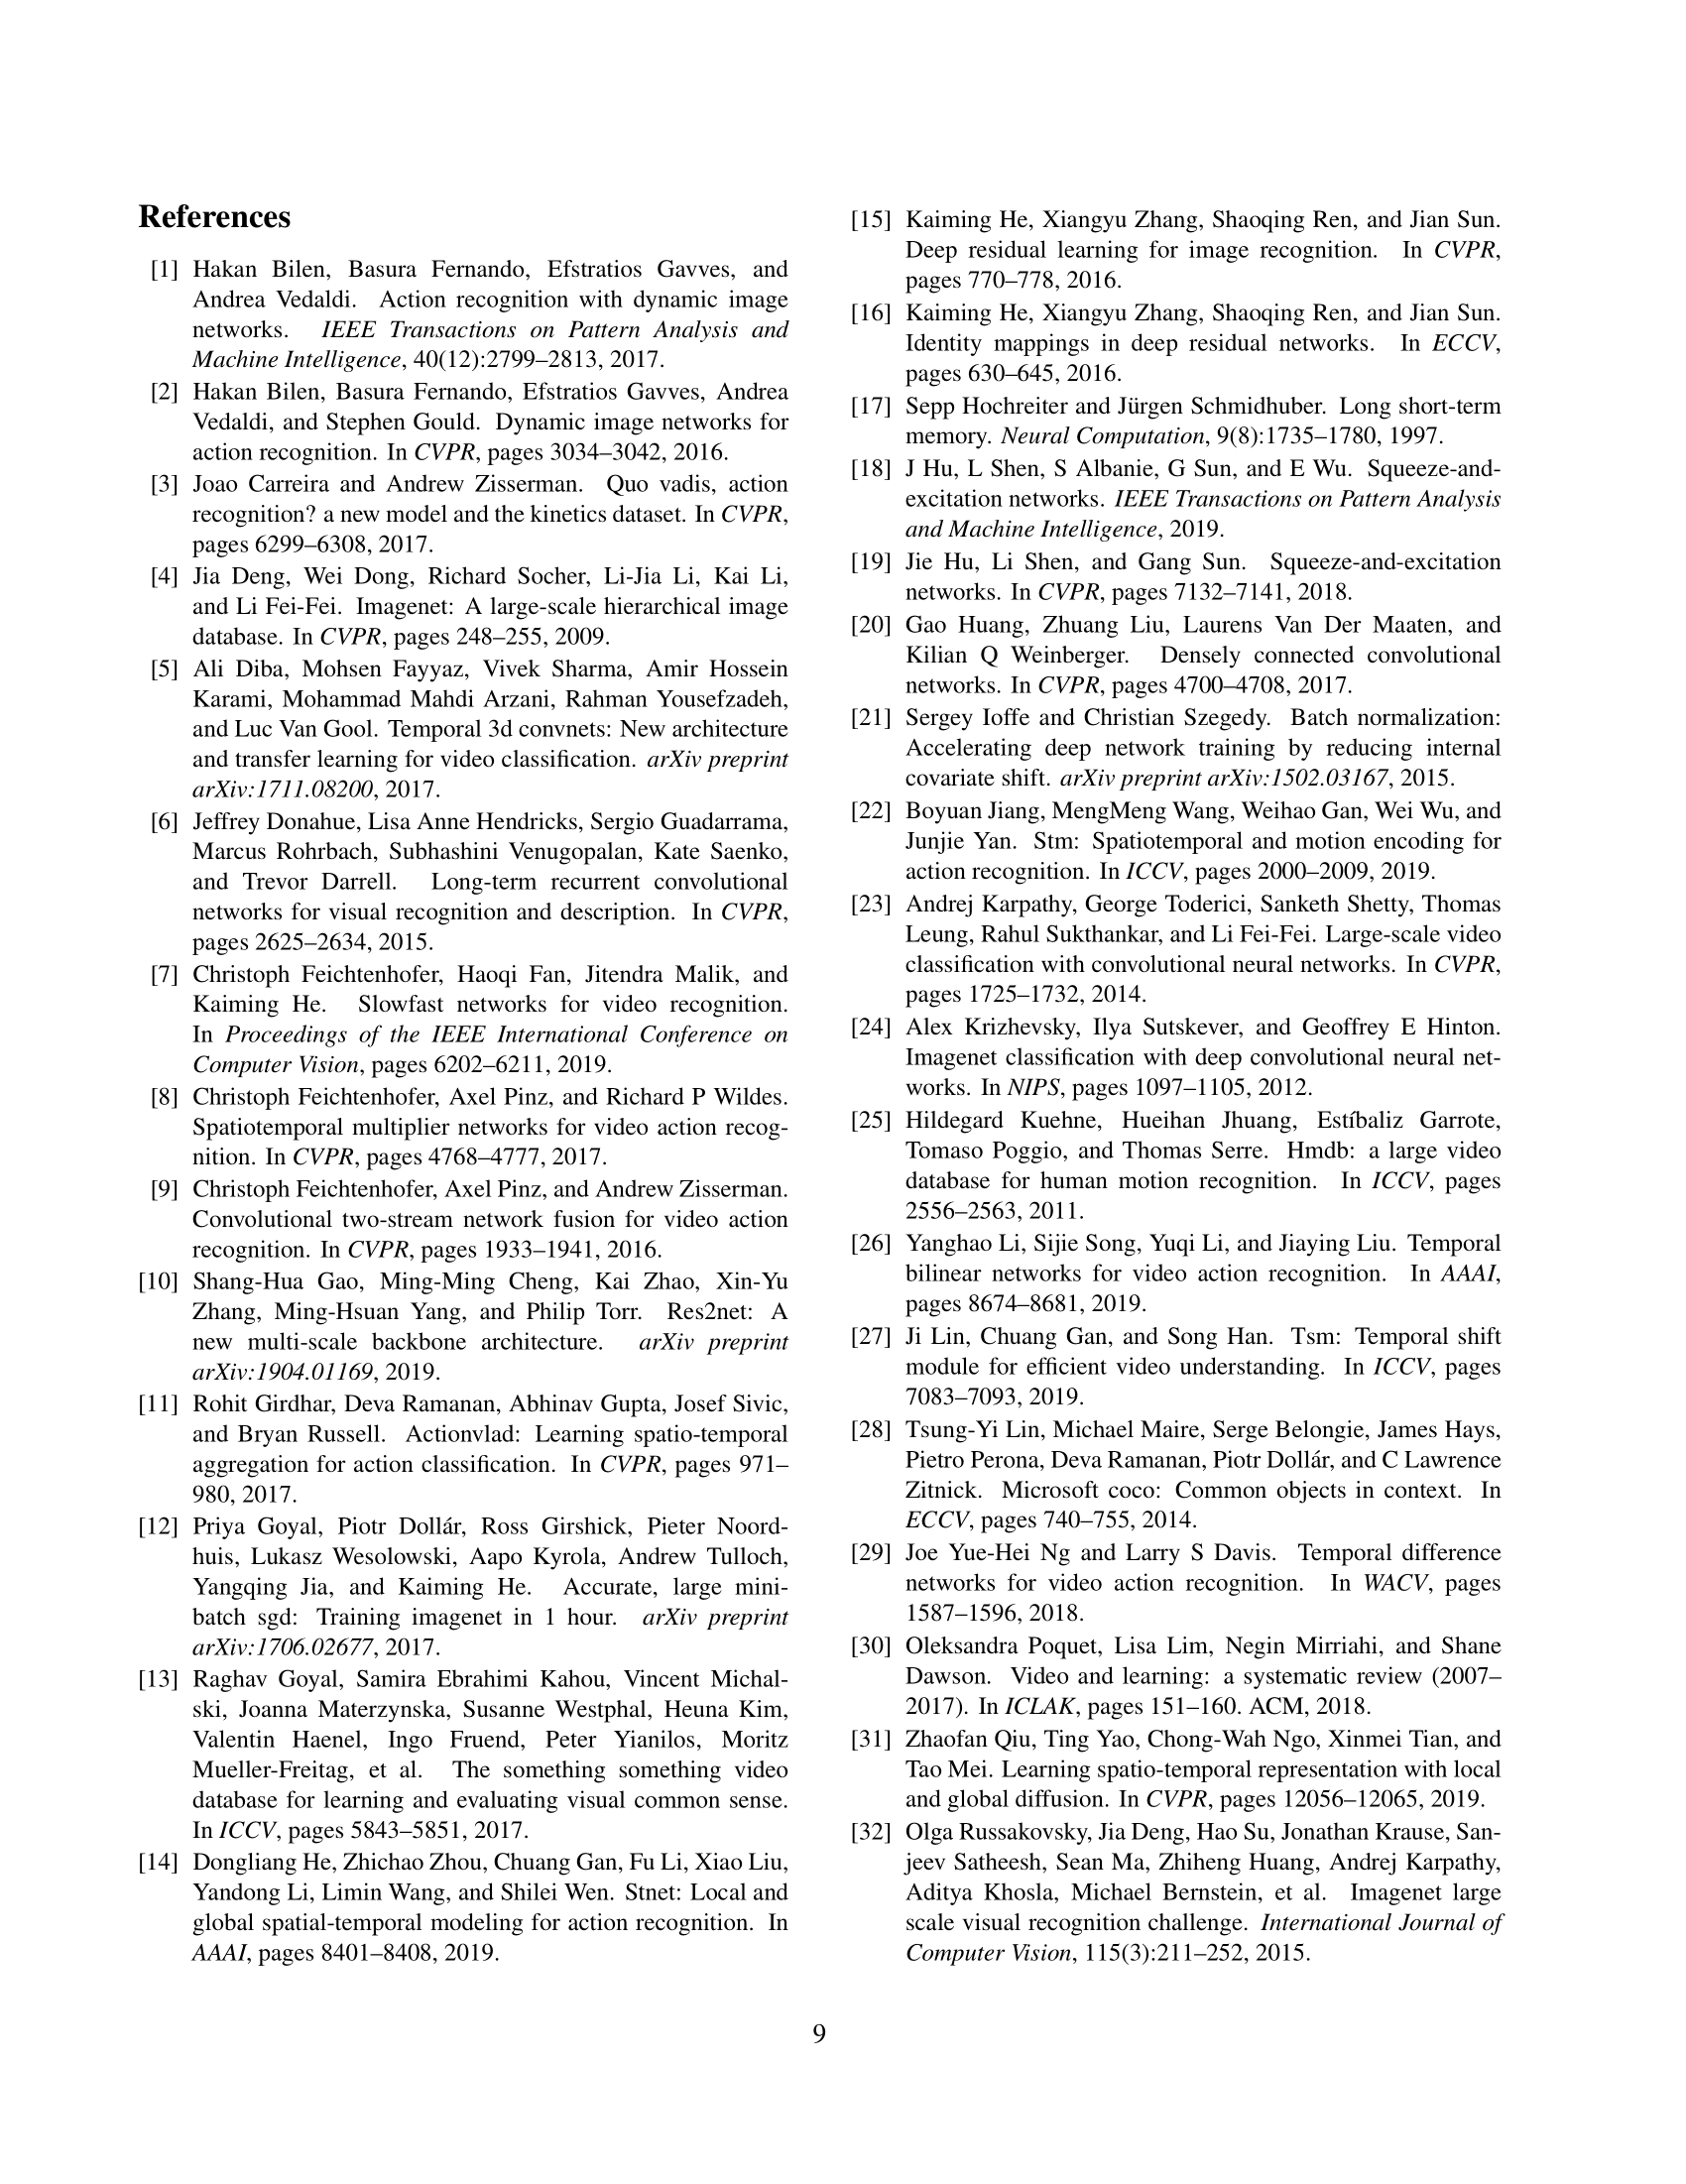 References
[1] Hakan Bilen, Basura Fernando, Efstratios Gavves, and
Andrea Vedaldi. Action recognition with dynamic image
networks. IEEE Transactions on Pattern Analysis and
Machine Intelligence, 40(12):2799–2813, 2017.
[2] Hakan Bilen, Basura Fernando, Efstratios Gavves, Andrea
Vedaldi, and Stephen Gould. Dynamic image networks for
action recognition. In CVPR, pages 3034–3042, 2016.
[3] Joao Carreira and Andrew Zisserman. Quo vadis, action
recognition? a new model and the kinetics dataset. In CVPR,
pages 6299–6308, 2017.
[4] Jia Deng, Wei Dong, Richard Socher, Li-Jia Li, Kai Li,
and Li Fei-Fei. Imagenet: A large-scale hierarchical image
database. In CVPR, pages 248–255, 2009.
[5] Ali Diba, Mohsen Fayyaz, Vivek Sharma, Amir Hossein
Karami, Mohammad Mahdi Arzani, Rahman Yousefzadeh,
and Luc Van Gool. Temporal 3d convnets: New architecture
and transfer learning for video classification. arXiv preprint
arXiv:1711.08200, 2017.
[6] Jeffrey Donahue, Lisa Anne Hendricks, Sergio Guadarrama,
Marcus Rohrbach, Subhashini Venugopalan, Kate Saenko,
and Trevor Darrell. Long-term recurrent convolutional
networks for visual recognition and description. In CVPR,
pages 2625–2634, 2015.
[7] Christoph Feichtenhofer, Haoqi Fan, Jitendra Malik, and
Kaiming He. Slowfast networks for video recognition.
In Proceedings of the IEEE International Conference on
Computer Vision, pages 6202–6211, 2019.
[8] Christoph Feichtenhofer, Axel Pinz, and Richard P Wildes.
Spatiotemporal multiplier networks for video action recog-
nition. In CVPR, pages 4768–4777, 2017.
[9] Christoph Feichtenhofer, Axel Pinz, and Andrew Zisserman.
Convolutional two-stream network fusion for video action
recognition. In CVPR, pages 1933–1941, 2016.
[10] Shang-Hua Gao, Ming-Ming Cheng, Kai Zhao, Xin-Yu
Zhang, Ming-Hsuan Yang, and Philip Torr. Res2net: A
new multi-scale backbone architecture. arXiv preprint
arXiv:1904.01169, 2019.
[11] Rohit Girdhar, Deva Ramanan, Abhinav Gupta, Josef Sivic,
and Bryan Russell. Actionvlad: Learning spatio-temporal
aggregation for action classification. In CVPR, pages 971–
980, 2017.
[12] Priya Goyal, Piotr Dollár, Ross Girshick, Pieter Noord-
huis, Lukasz Wesolowski, Aapo Kyrola, Andrew Tulloch,
Yangqing Jia, and Kaiming He. Accurate, large mini-
batch sgd: Training imagenet in 1 hour. arXiv preprint
arXiv:1706.02677, 2017.
[13] Raghav Goyal, Samira Ebrahimi Kahou, Vincent Michal-
ski, Joanna Materzynska, Susanne Westphal, Heuna Kim,
Valentin Haenel, Ingo Fruend, Peter Yianilos, Moritz
Mueller-Freitag, et al. The something something video
database for learning and evaluating visual common sense.
In ICCV, pages 5843–5851, 2017.
[14] Dongliang He, Zhichao Zhou, Chuang Gan, Fu Li, Xiao Liu,
Yandong Li, Limin Wang, and Shilei Wen. Stnet: Local and
global spatial-temporal modeling for action recognition. In
AAAI, pages 8401–8408, 2019.
[15] Kaiming He, Xiangyu Zhang, Shaoqing Ren, and Jian Sun.
Deep residual learning for image recognition. In CVPR,
pages 770–778, 2016.
[16] Kaiming He, Xiangyu Zhang, Shaoqing Ren, and Jian Sun.
Identity mappings in deep residual networks. In ECCV,
pages 630–645, 2016.
[17] Sepp Hochreiter and Jürgen Schmidhuber. Long short-term
memory. Neural Computation, 9(8):1735–1780, 1997.
[18] J Hu, L Shen, S Albanie, G Sun, and E Wu. Squeeze-and-
excitation networks. IEEE Transactions on Pattern Analysis
and Machine Intelligence, 2019.
[19] Jie Hu, Li Shen, and Gang Sun. Squeeze-and-excitation
networks. In CVPR, pages 7132–7141, 2018.
[20] Gao Huang, Zhuang Liu, Laurens Van Der Maaten, and
Kilian Q Weinberger. Densely connected convolutional
networks. In CVPR, pages 4700–4708, 2017.
[21] Sergey Ioffe and Christian Szegedy. Batch normalization:
Accelerating deep network training by reducing internal
covariate shift. arXiv preprint arXiv:1502.03167, 2015.
[22] Boyuan Jiang, MengMeng Wang, Weihao Gan, Wei Wu, and
Junjie Yan. Stm: Spatiotemporal and motion encoding for
action recognition. In ICCV, pages 2000–2009, 2019.
[23] Andrej Karpathy, George Toderici, Sanketh Shetty, Thomas
Leung, Rahul Sukthankar, and Li Fei-Fei. Large-scale video
classification with convolutional neural networks. In CVPR,
pages 1725–1732, 2014.
[24] Alex Krizhevsky, Ilya Sutskever, and Geoffrey E Hinton.
Imagenet classification with deep convolutional neural net-
works. In NIPS, pages 1097–1105, 2012.
[25] Hildegard Kuehne, Hueihan Jhuang, Estíbaliz Garrote,
Tomaso Poggio, and Thomas Serre. Hmdb: a large video
database for human motion recognition. In ICCV, pages
2556–2563, 2011.
[26] Yanghao Li, Sijie Song, Yuqi Li, and Jiaying Liu. Temporal
bilinear networks for video action recognition. In AAAI,
pages 8674–8681, 2019.
[27] Ji Lin, Chuang Gan, and Song Han. Tsm: Temporal shift
module for efficient video understanding. In ICCV, pages
7083–7093, 2019.
[28] Tsung-Yi Lin, Michael Maire, Serge Belongie, James Hays,
Pietro Perona, Deva Ramanan, Piotr Dollár, and C Lawrence
Zitnick. Microsoft coco: Common objects in context. In
ECCV, pages 740–755, 2014.
[29] Joe Yue-Hei Ng and Larry S Davis. Temporal difference
networks for video action recognition. In WACV, pages
1587–1596, 2018.
[30] Oleksandra Poquet, Lisa Lim, Negin Mirriahi, and Shane
Dawson. Video and learning: a systematic review (2007–
2017). In ICLAK, pages 151–160. ACM, 2018.
[31] Zhaofan Qiu, Ting Yao, Chong-Wah Ngo, Xinmei Tian, and
Tao Mei. Learning spatio-temporal representation with local
and global diffusion. In CVPR, pages 12056–12065, 2019.
[32] Olga Russakovsky, Jia Deng, Hao Su, Jonathan Krause, San-
jeev Satheesh, Sean Ma, Zhiheng Huang, Andrej Karpathy,
Aditya Khosla, Michael Bernstein, et al. Imagenet large
scale visual recognition challenge. International Journal of
Computer Vision, 115(3):211–252, 2015.
9